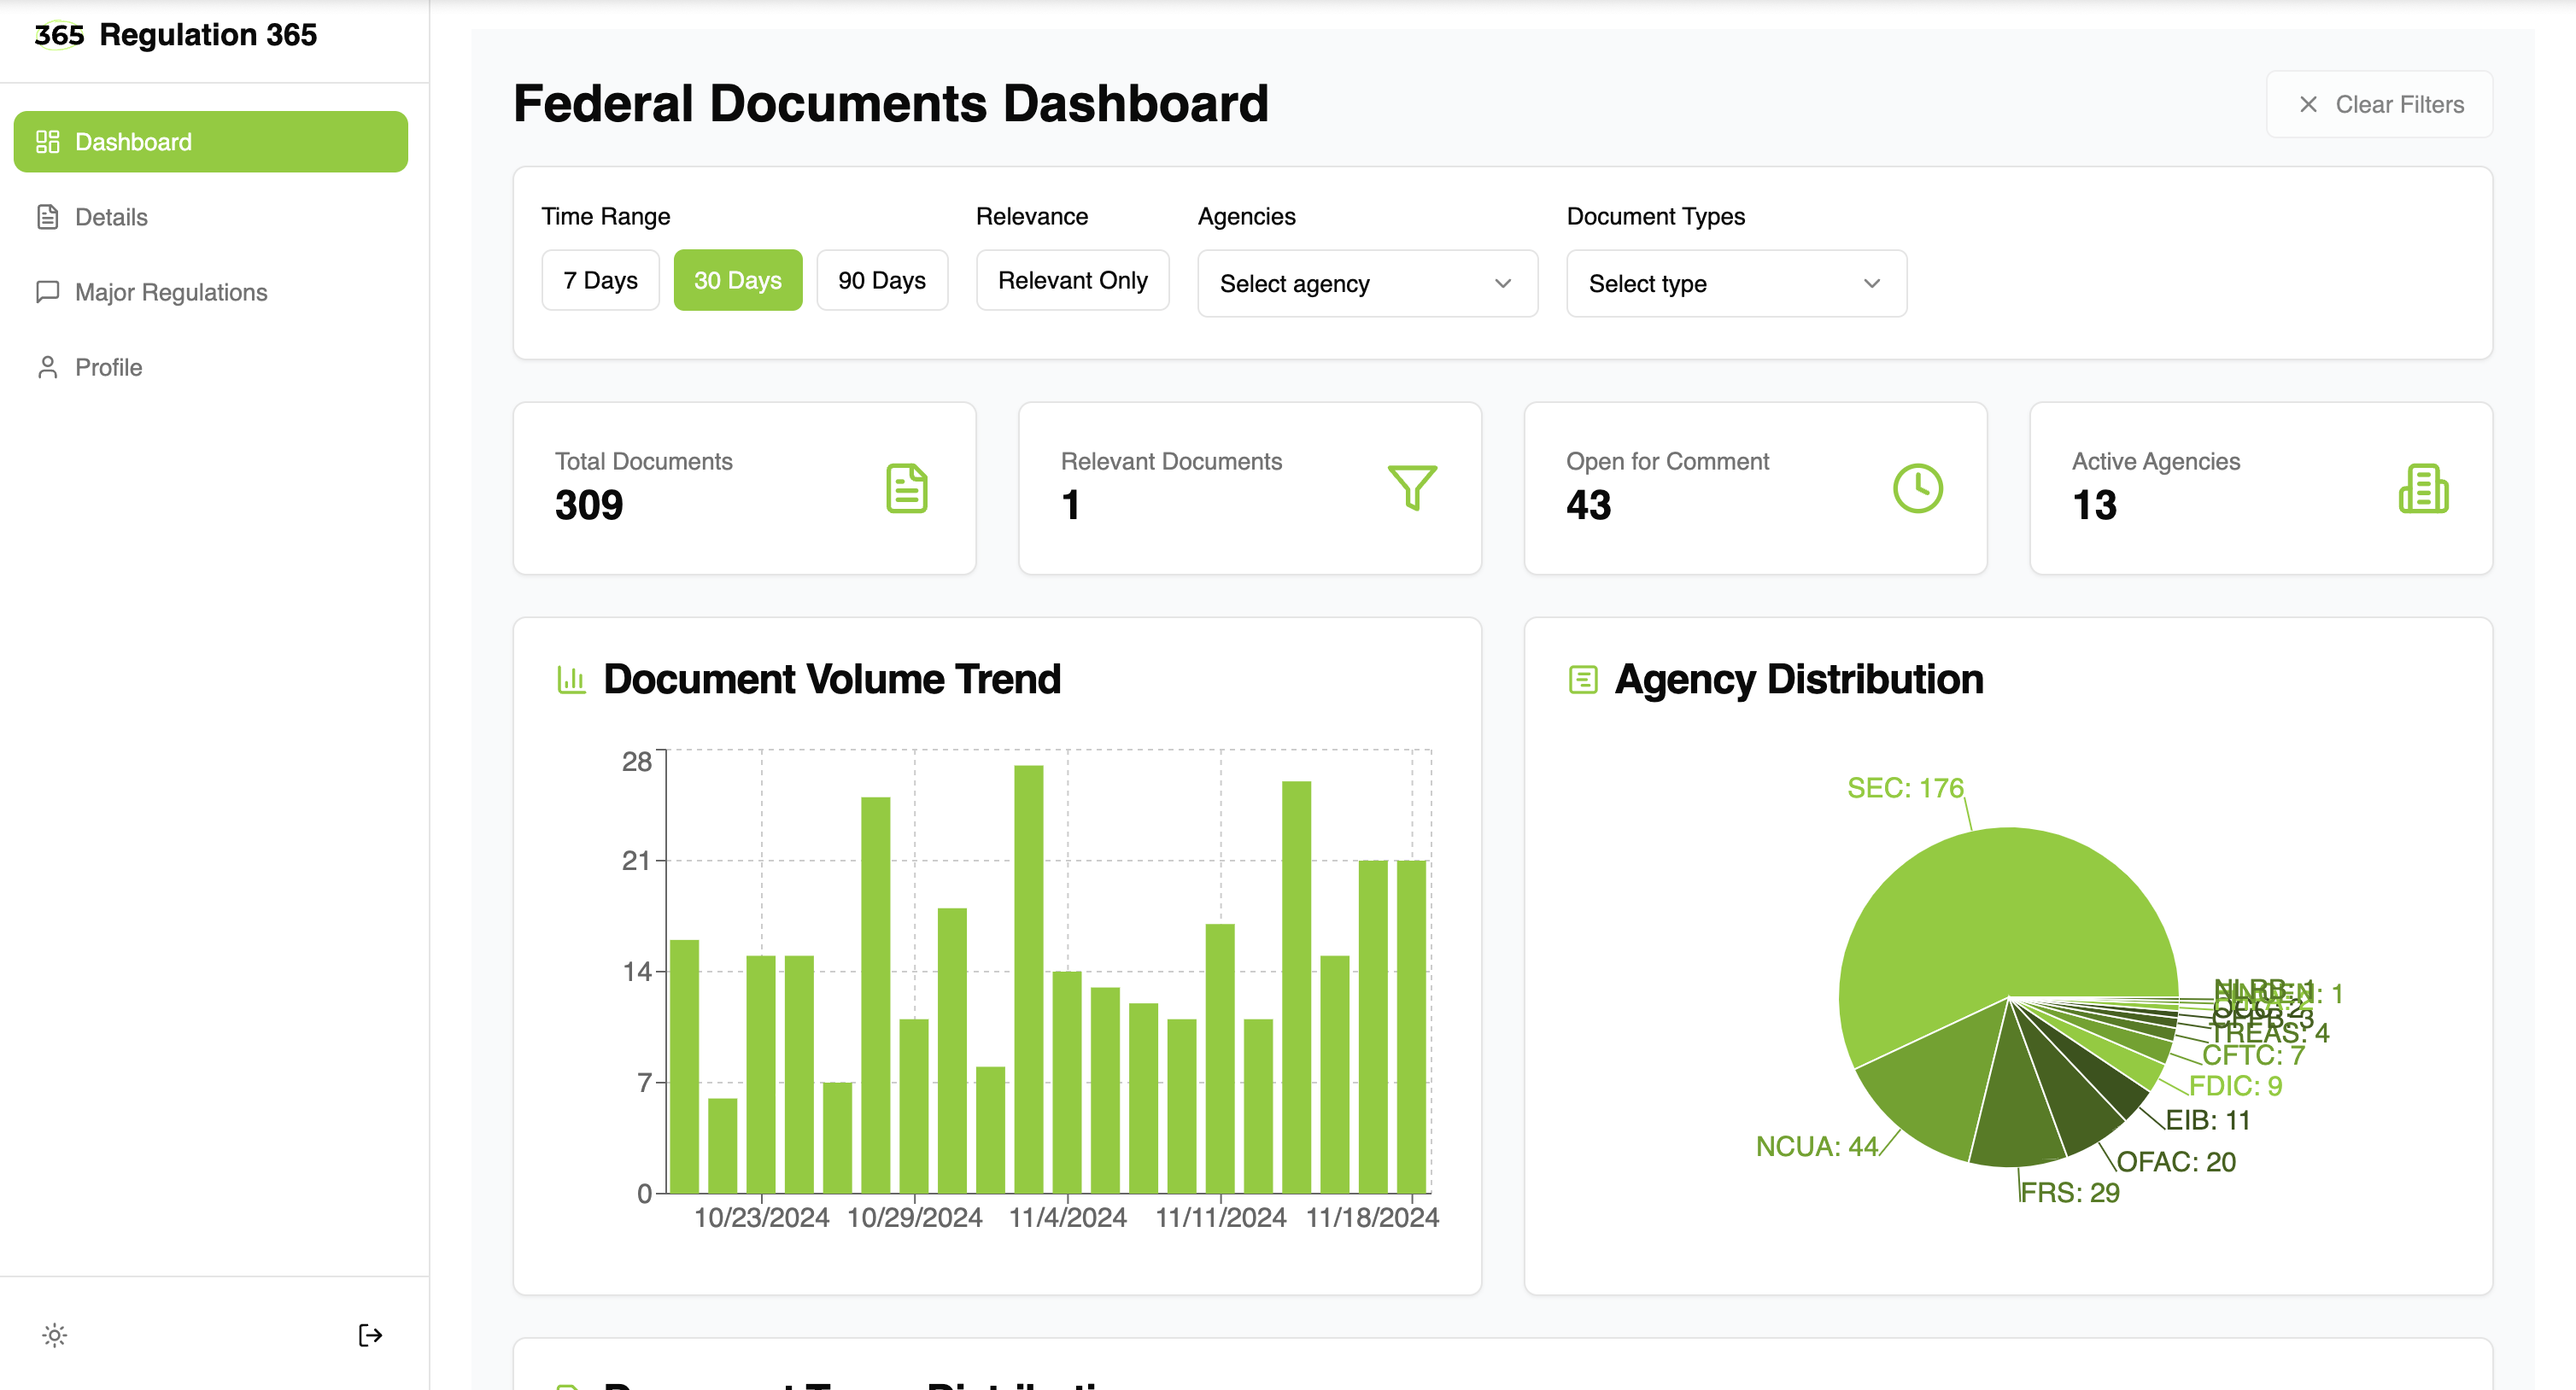 365 Regulation 365
Dashboard
Details
Major Regulations
Profile
Federal Documents Dashboard
Clear Filters
Time Range
Relevance
Agencies
Document Types
7 Days
30 Days
90 Days
Relevant Only
Select agency
Select type
Total Documents
309
Relevant Documents
1
Open for Comment
43
Active Agencies
13
Document Volume Trend
28
21
14
7
0
10/23/2024
10/29/2024
11/4/2024
11/11/2024
11/18/2024
Agency Distribution
SEC: 176
NLRB: 1
CFPB: 3
TREAS: 4
CFTC: 7
FDIC: 9
EIB: 11
OFAC: 20
FRS: 29
NCUA: 44